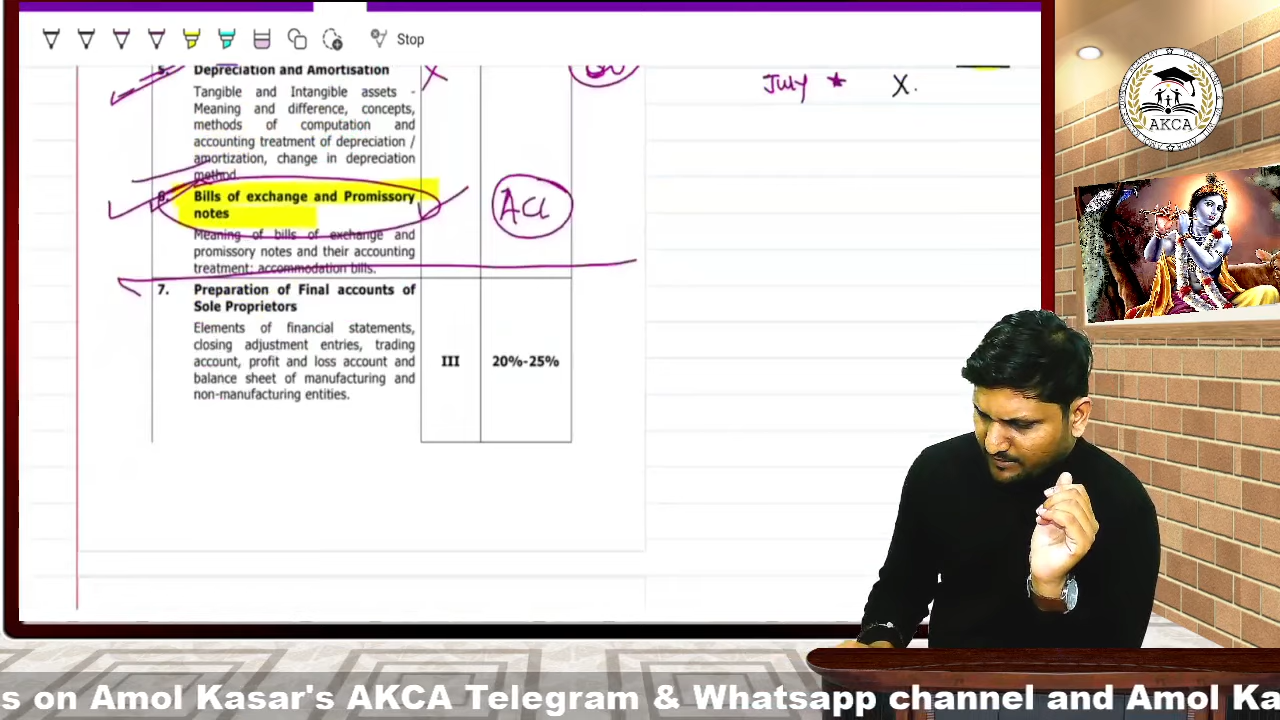 Stop
5. Depreciation and Amortisation
Tangible and Intangible assets -
Meaning and difference, concepts,
methods of computation and
accounting treatment of depreciation /
amortization, change in depreciation
method.
July * X.
AKCA
6. Bills of exchange and Promissory
notes
Meaning of bills of exchange and
promissory notes and their accounting
treatment; accommodation bills.
7. Preparation of Final accounts of
Sole Proprietors
Elements of financial statements,
closing adjustment entries, trading
account, profit and loss account and
balance sheet of manufacturing and
non-manufacturing entities.
III
20%-25%
s on Amol Kasar's AKCA Telegram & Whatsapp channel and Amol Ka